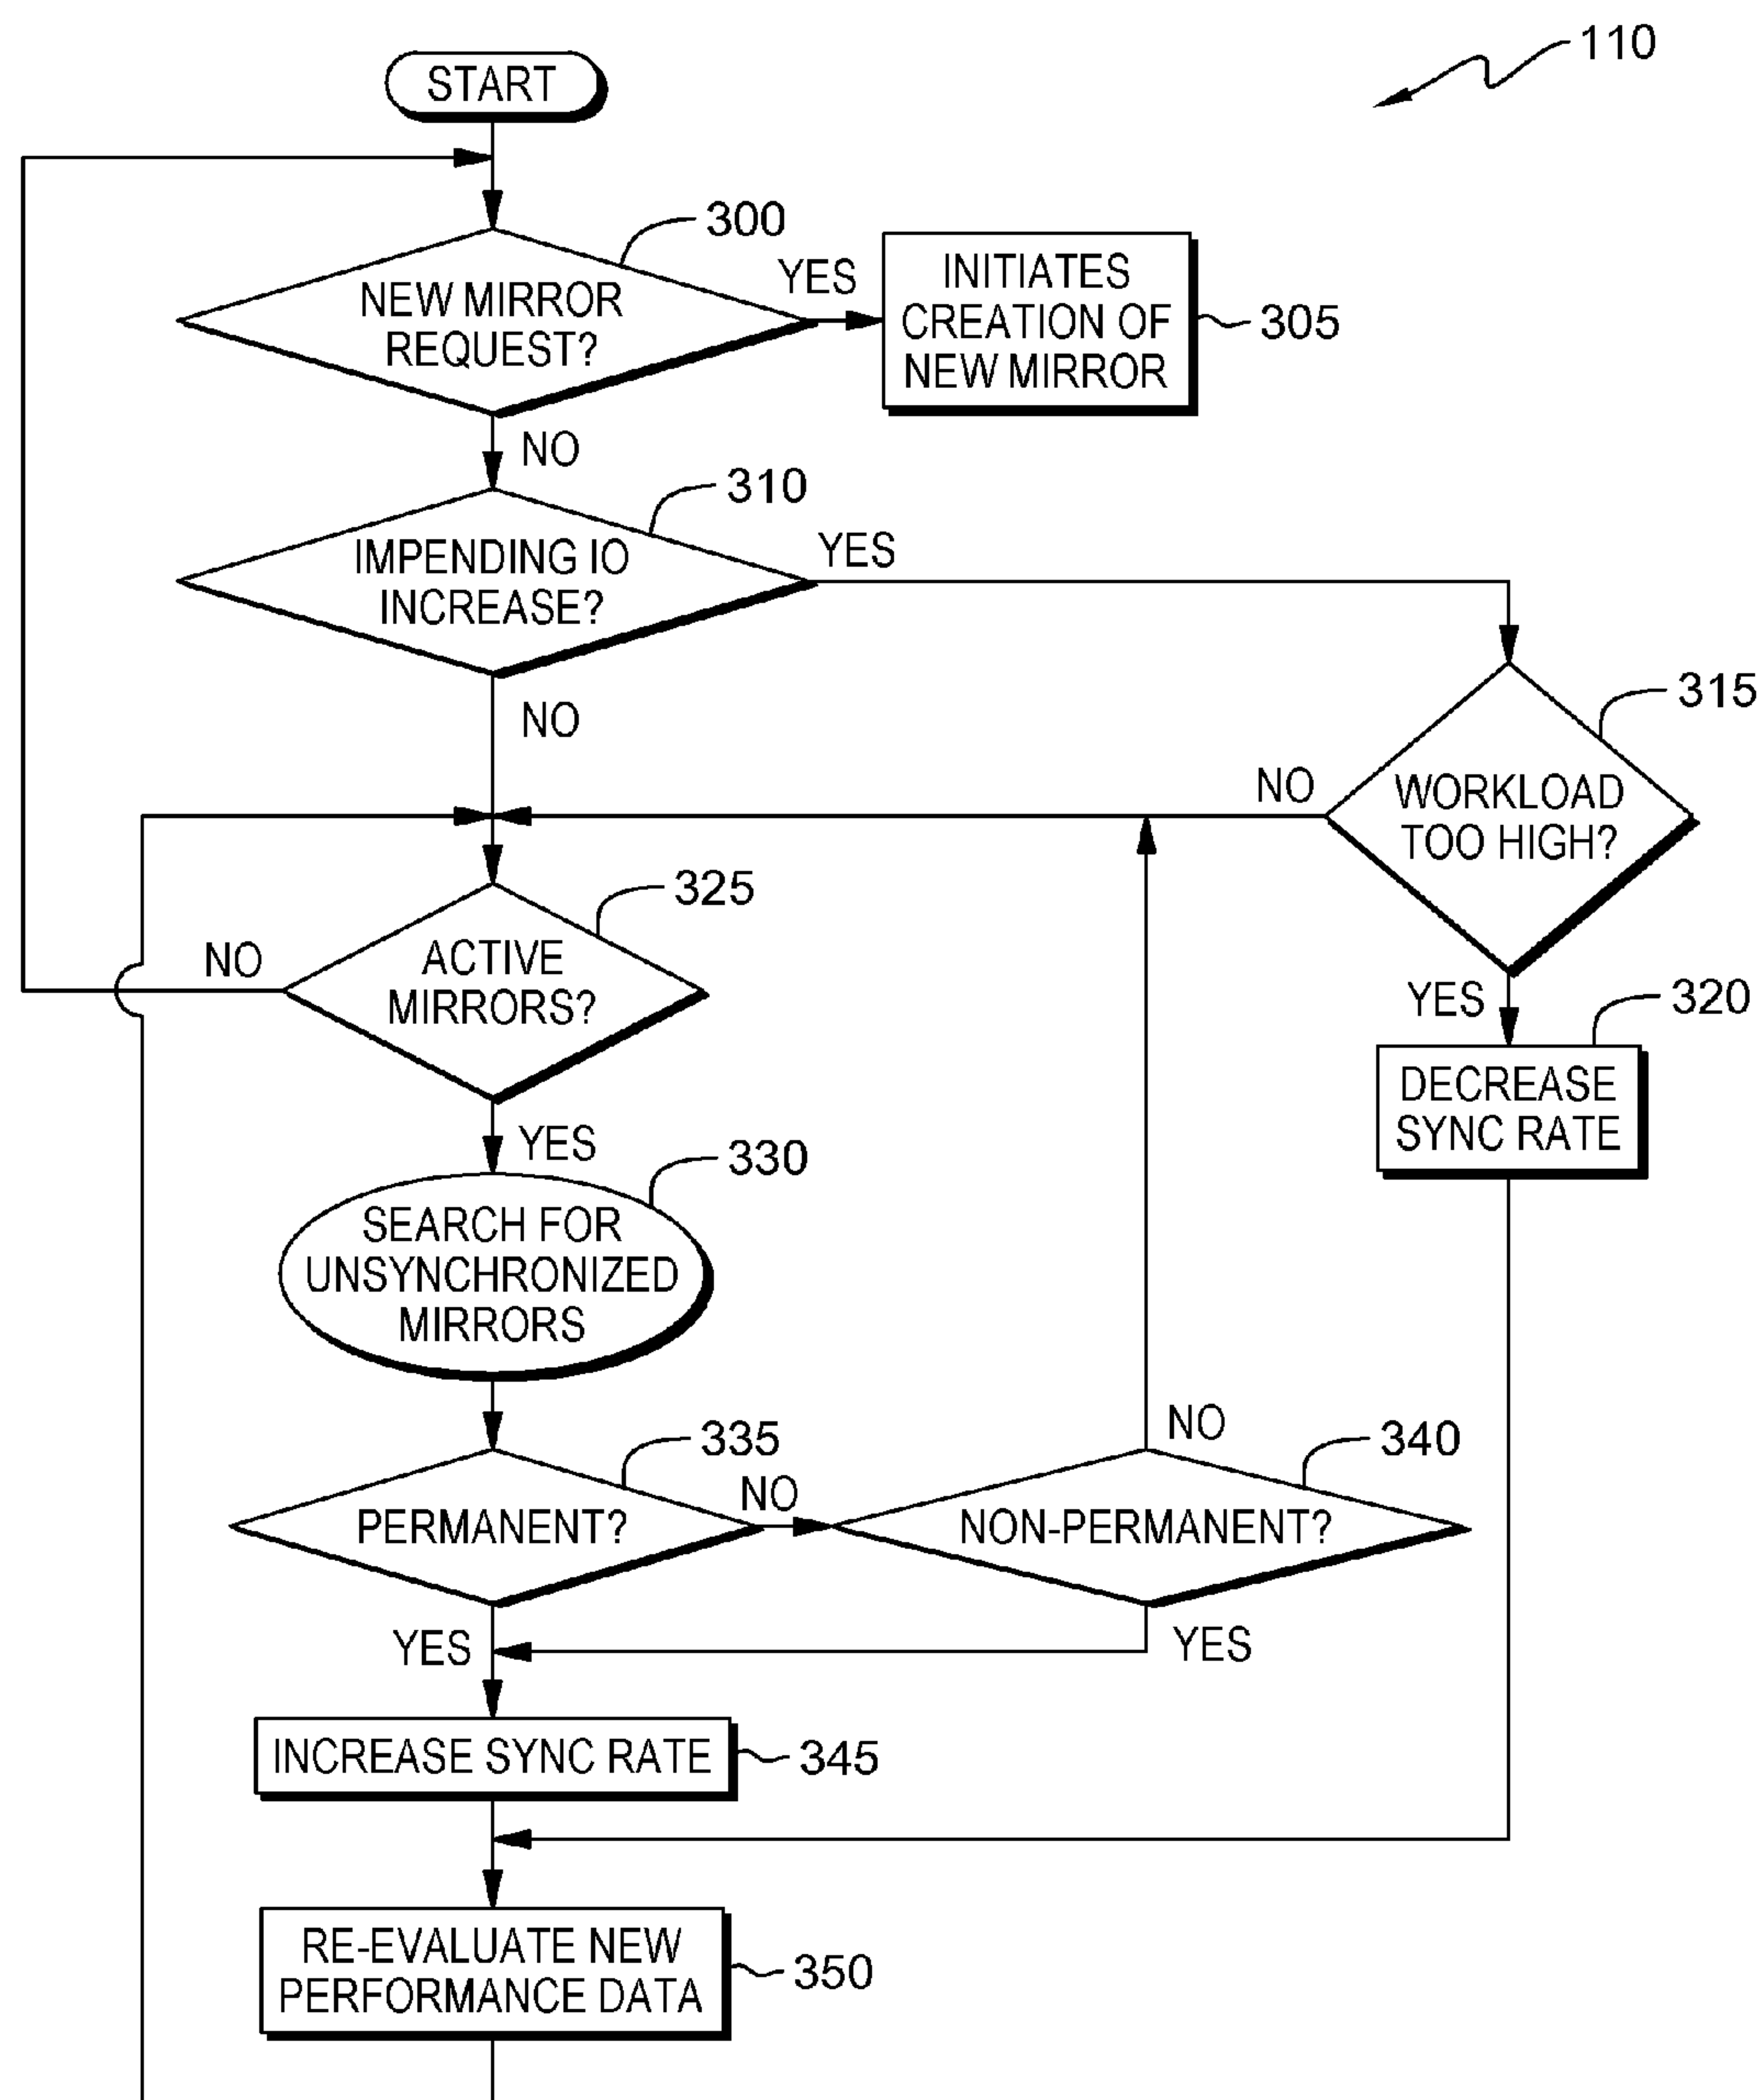 110
START
300
NEW MIRROR
REQUEST?
YES
INITIATES
CREATION OF
NEW MIRROR
305
NO
310
IMPENDING IO
INCREASE?
YES
NO
315
WORKLOAD
TOO HIGH?
NO
YES
320
DECREASE
SYNC RATE
325
ACTIVE
MIRRORS?
NO
YES
330
SEARCH FOR
UNSYNCHRONIZED
MIRRORS
335
PERMANENT?
NO
340
NON-PERMANENT?
NO
YES
YES
INCREASE SYNC RATE
345
RE-EVALUATE NEW
PERFORMANCE DATA
350